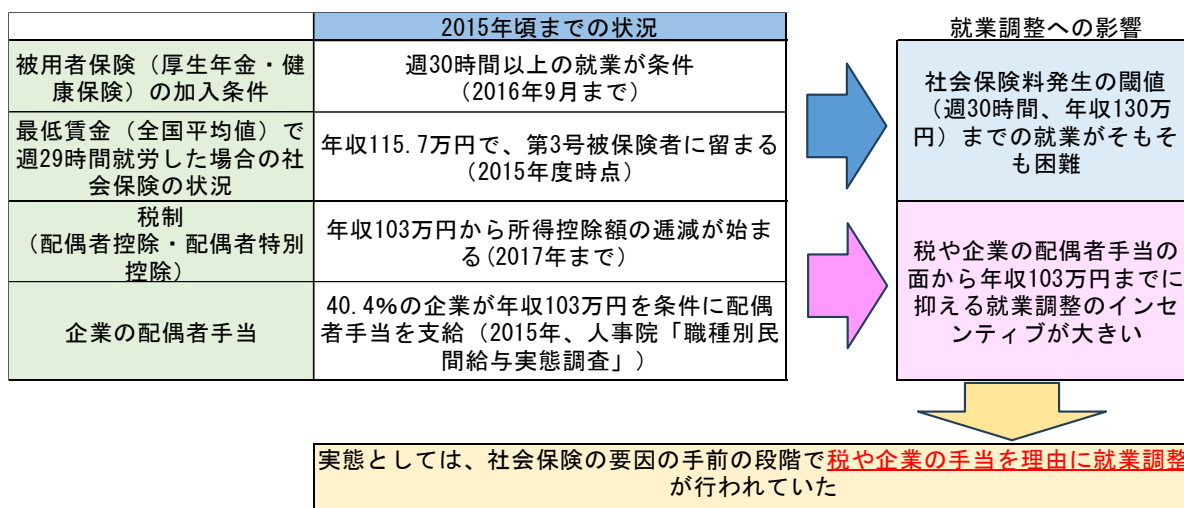 2015年頃までの状況
就業調整への影響
被用者保険（厚生年金・健
康保険）の加入条件
週30時間以上の就業が条件
（2016年9月まで）
社会保険料発生の閾値
（週30時間、年収130万
円）までの就業がそもそ
も困難
最低賃金（全国平均値）で
週29時間就労した場合の社
会保険の状況
年収115.7万円で、第3号被保険者に留まる
（2015年度時点）
税制
（配偶者控除・配偶者特別
控除）
年収103万円から所得控除額の逓減が始ま
る(2017年まで）
税や企業の配偶者手当の
面から年収103万円までに
抑える就業調整のインセ
ンティブが大きい
企業の配偶者手当
40.4%の企業が年収103万円を条件に配偶
者手当を支給（2015年、人事院「職種別民
間給与実態調査」）
実態としては、社会保険の要因の手前の段階で税や企業の手当を理由に就業調整
が行われていた